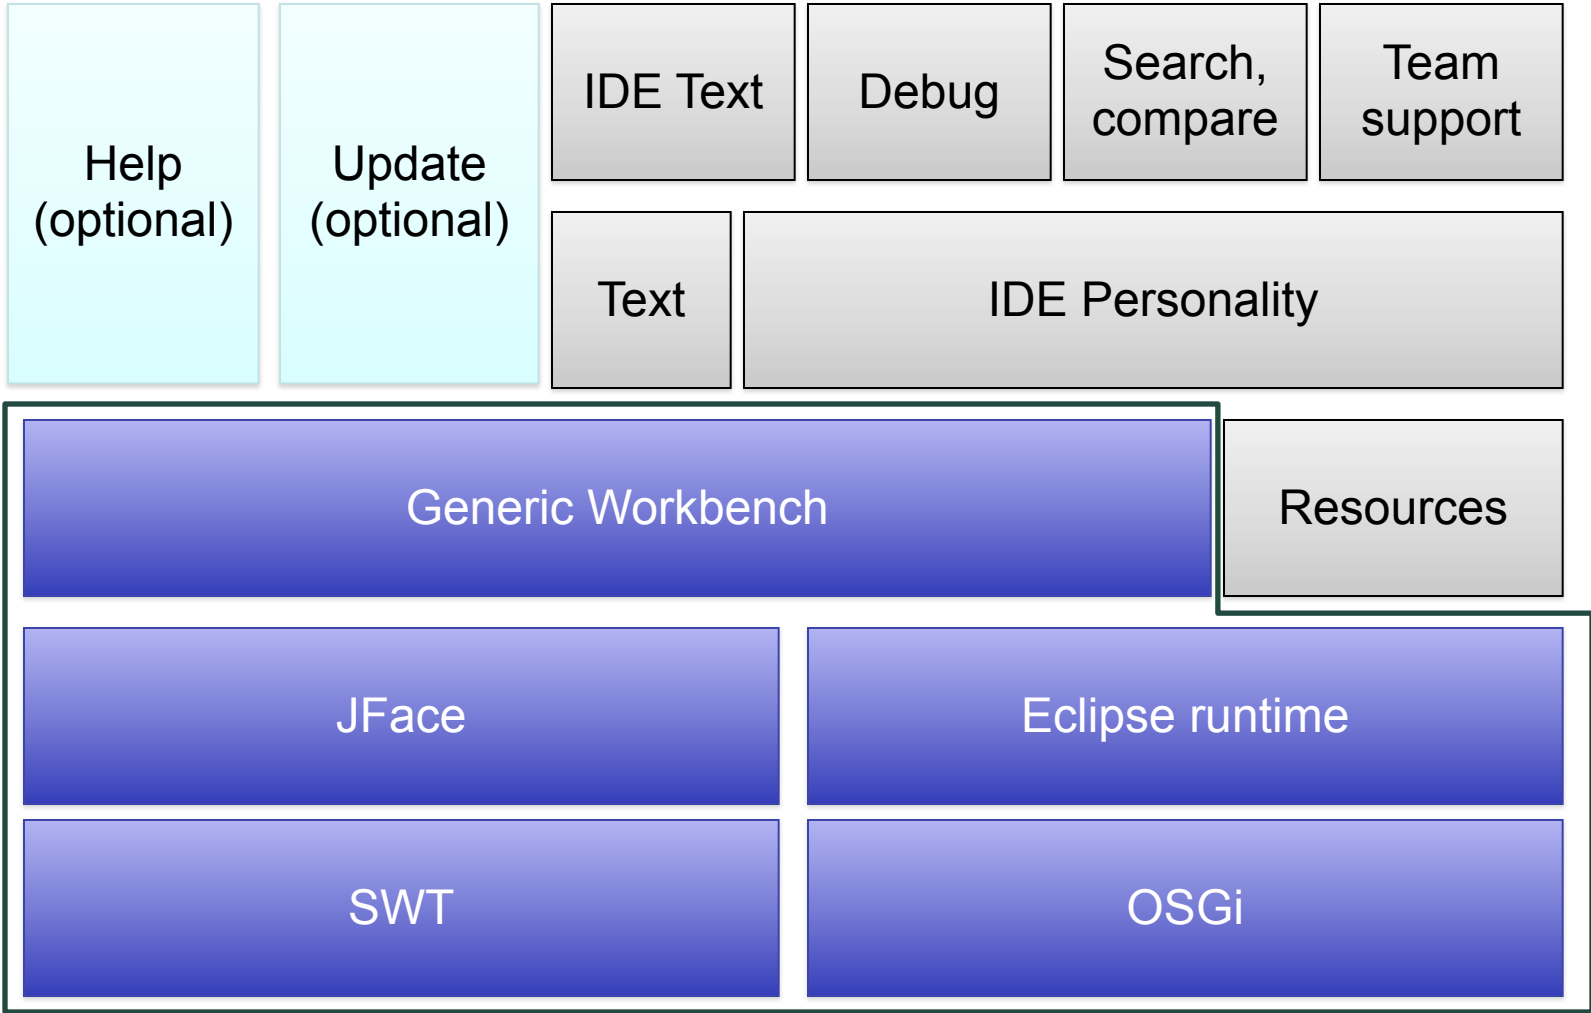 Help
(optional)
Update
(optional)
IDE Text
Debug
Search,
compare
Team
support
Text
IDE Personality
Generic Workbench
Resources
JFace
Eclipse runtime
SWT
OSGi